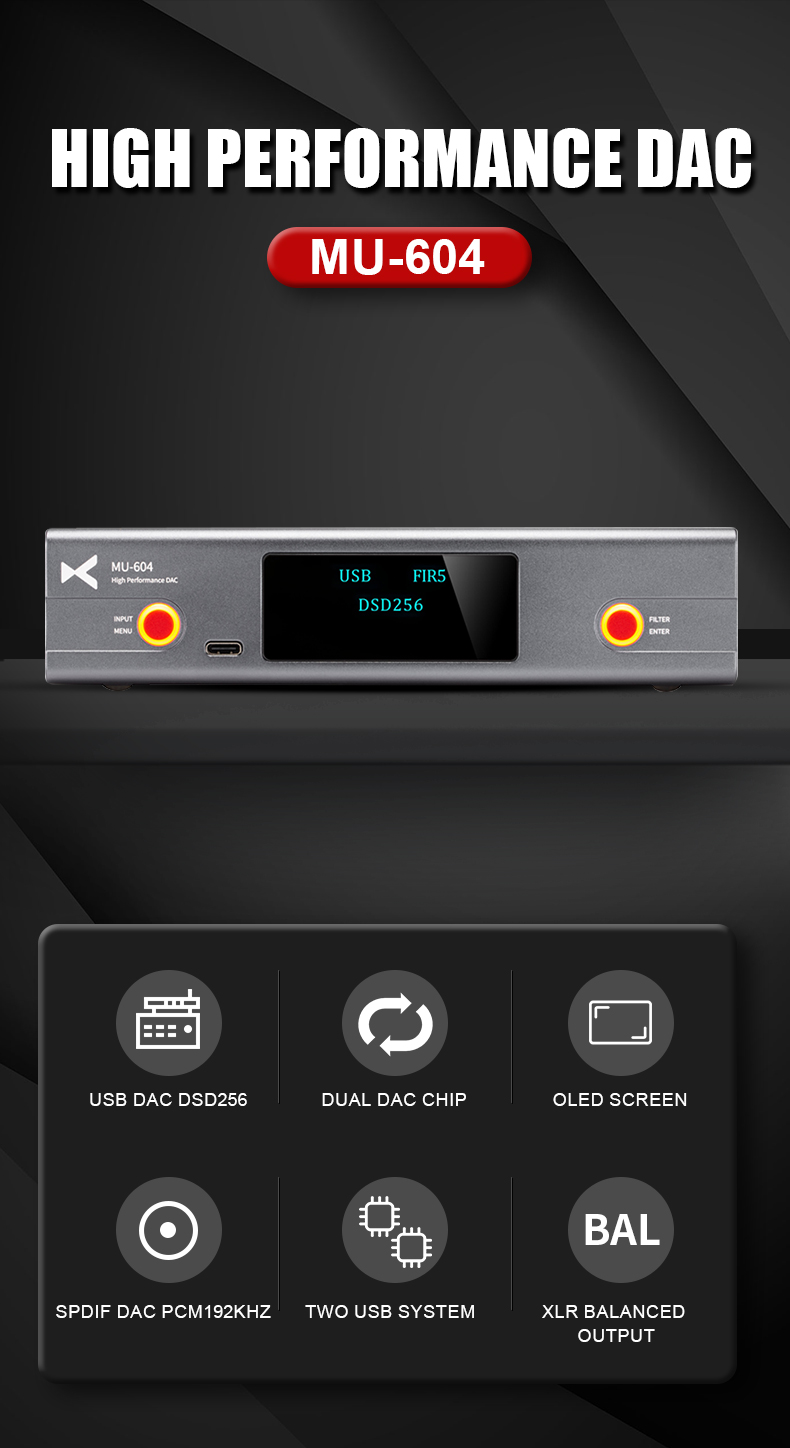 HIGH PERFORMANCE DAC
MU-604
MU-604
High Performance DAC
INPUT
MENU
USB FIR5
DSD256
FILTER
ENTER
USB DAC DSD256
DUAL DAC CHIP
OLED SCREEN
BAL
SPDIF DAC PCM192KHZ
TWO USB SYSTEM
XLR BALANCED
OUTPUT